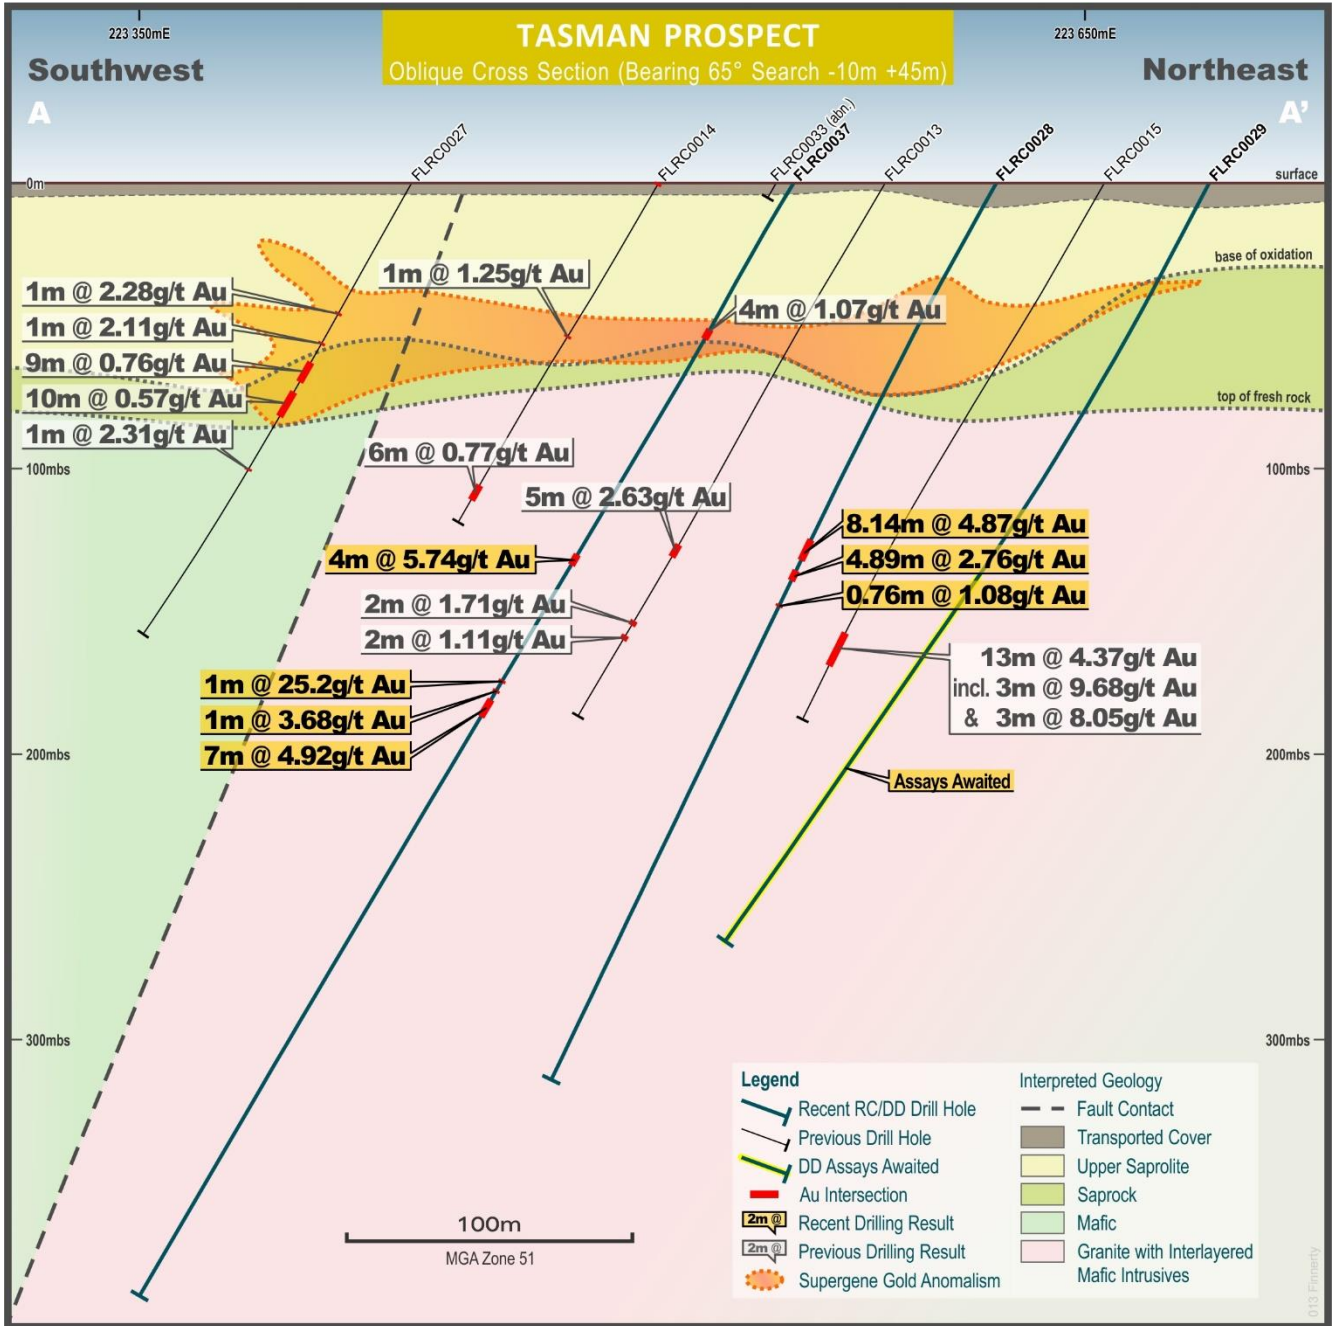 223 350mE
TASMAN PROSPECT
223 650mE
Southwest
Oblique Cross Section (Bearing 65° Search -10m +45m)
Northeast
A
A'
FLRC0027
FLRC0014
FLRC0033 (abn.)
FLRC0037
FLRC0013
FLRC0028
FLRC0015
FLRC0029
0m
surface
base of oxidation
1m @ 1.25g/t Au
1m @ 2.28g/t Au
4m @ 1.07g/t Au
1m @ 2.11g/t Au
9m @ 0.76g/t Au
10m @ 0.57g/t Au
top of fresh rock
1m @ 2.31g/t Au
6m @ 0.77g/t Au
100mbs
100mbs
5m @ 2.63g/t Au
8.14m @ 4.87g/t Au
4m @ 5.74g/t Au
4.89m @ 2.76g/t Au
0.76m @ 1.08g/t Au
2m @ 1.71g/t Au
2m @ 1.11g/t Au
13m @ 4.37g/t Au
incl. 3m @ 9.68g/t Au
& 3m @ 8.05g/t Au
1m @ 25.2g/t Au
1m @ 3.68g/t Au
7m @ 4.92g/t Au
200mbs
200mbs
Assays Awaited
300mbs
300mbs
100m
MGA Zone 51
Legend
Recent RC/DD Drill Hole
Previous Drill Hole
DD Assays Awaited
Au Intersection
2m @ Recent Drilling Result
2m @ Previous Drilling Result
Supergene Gold Anomalism
Interpreted Geology
Fault Contact
Transported Cover
Upper Saprolite
Saprock
Mafic
Granite with Interlayered
Mafic Intrusives
013 Finnerty